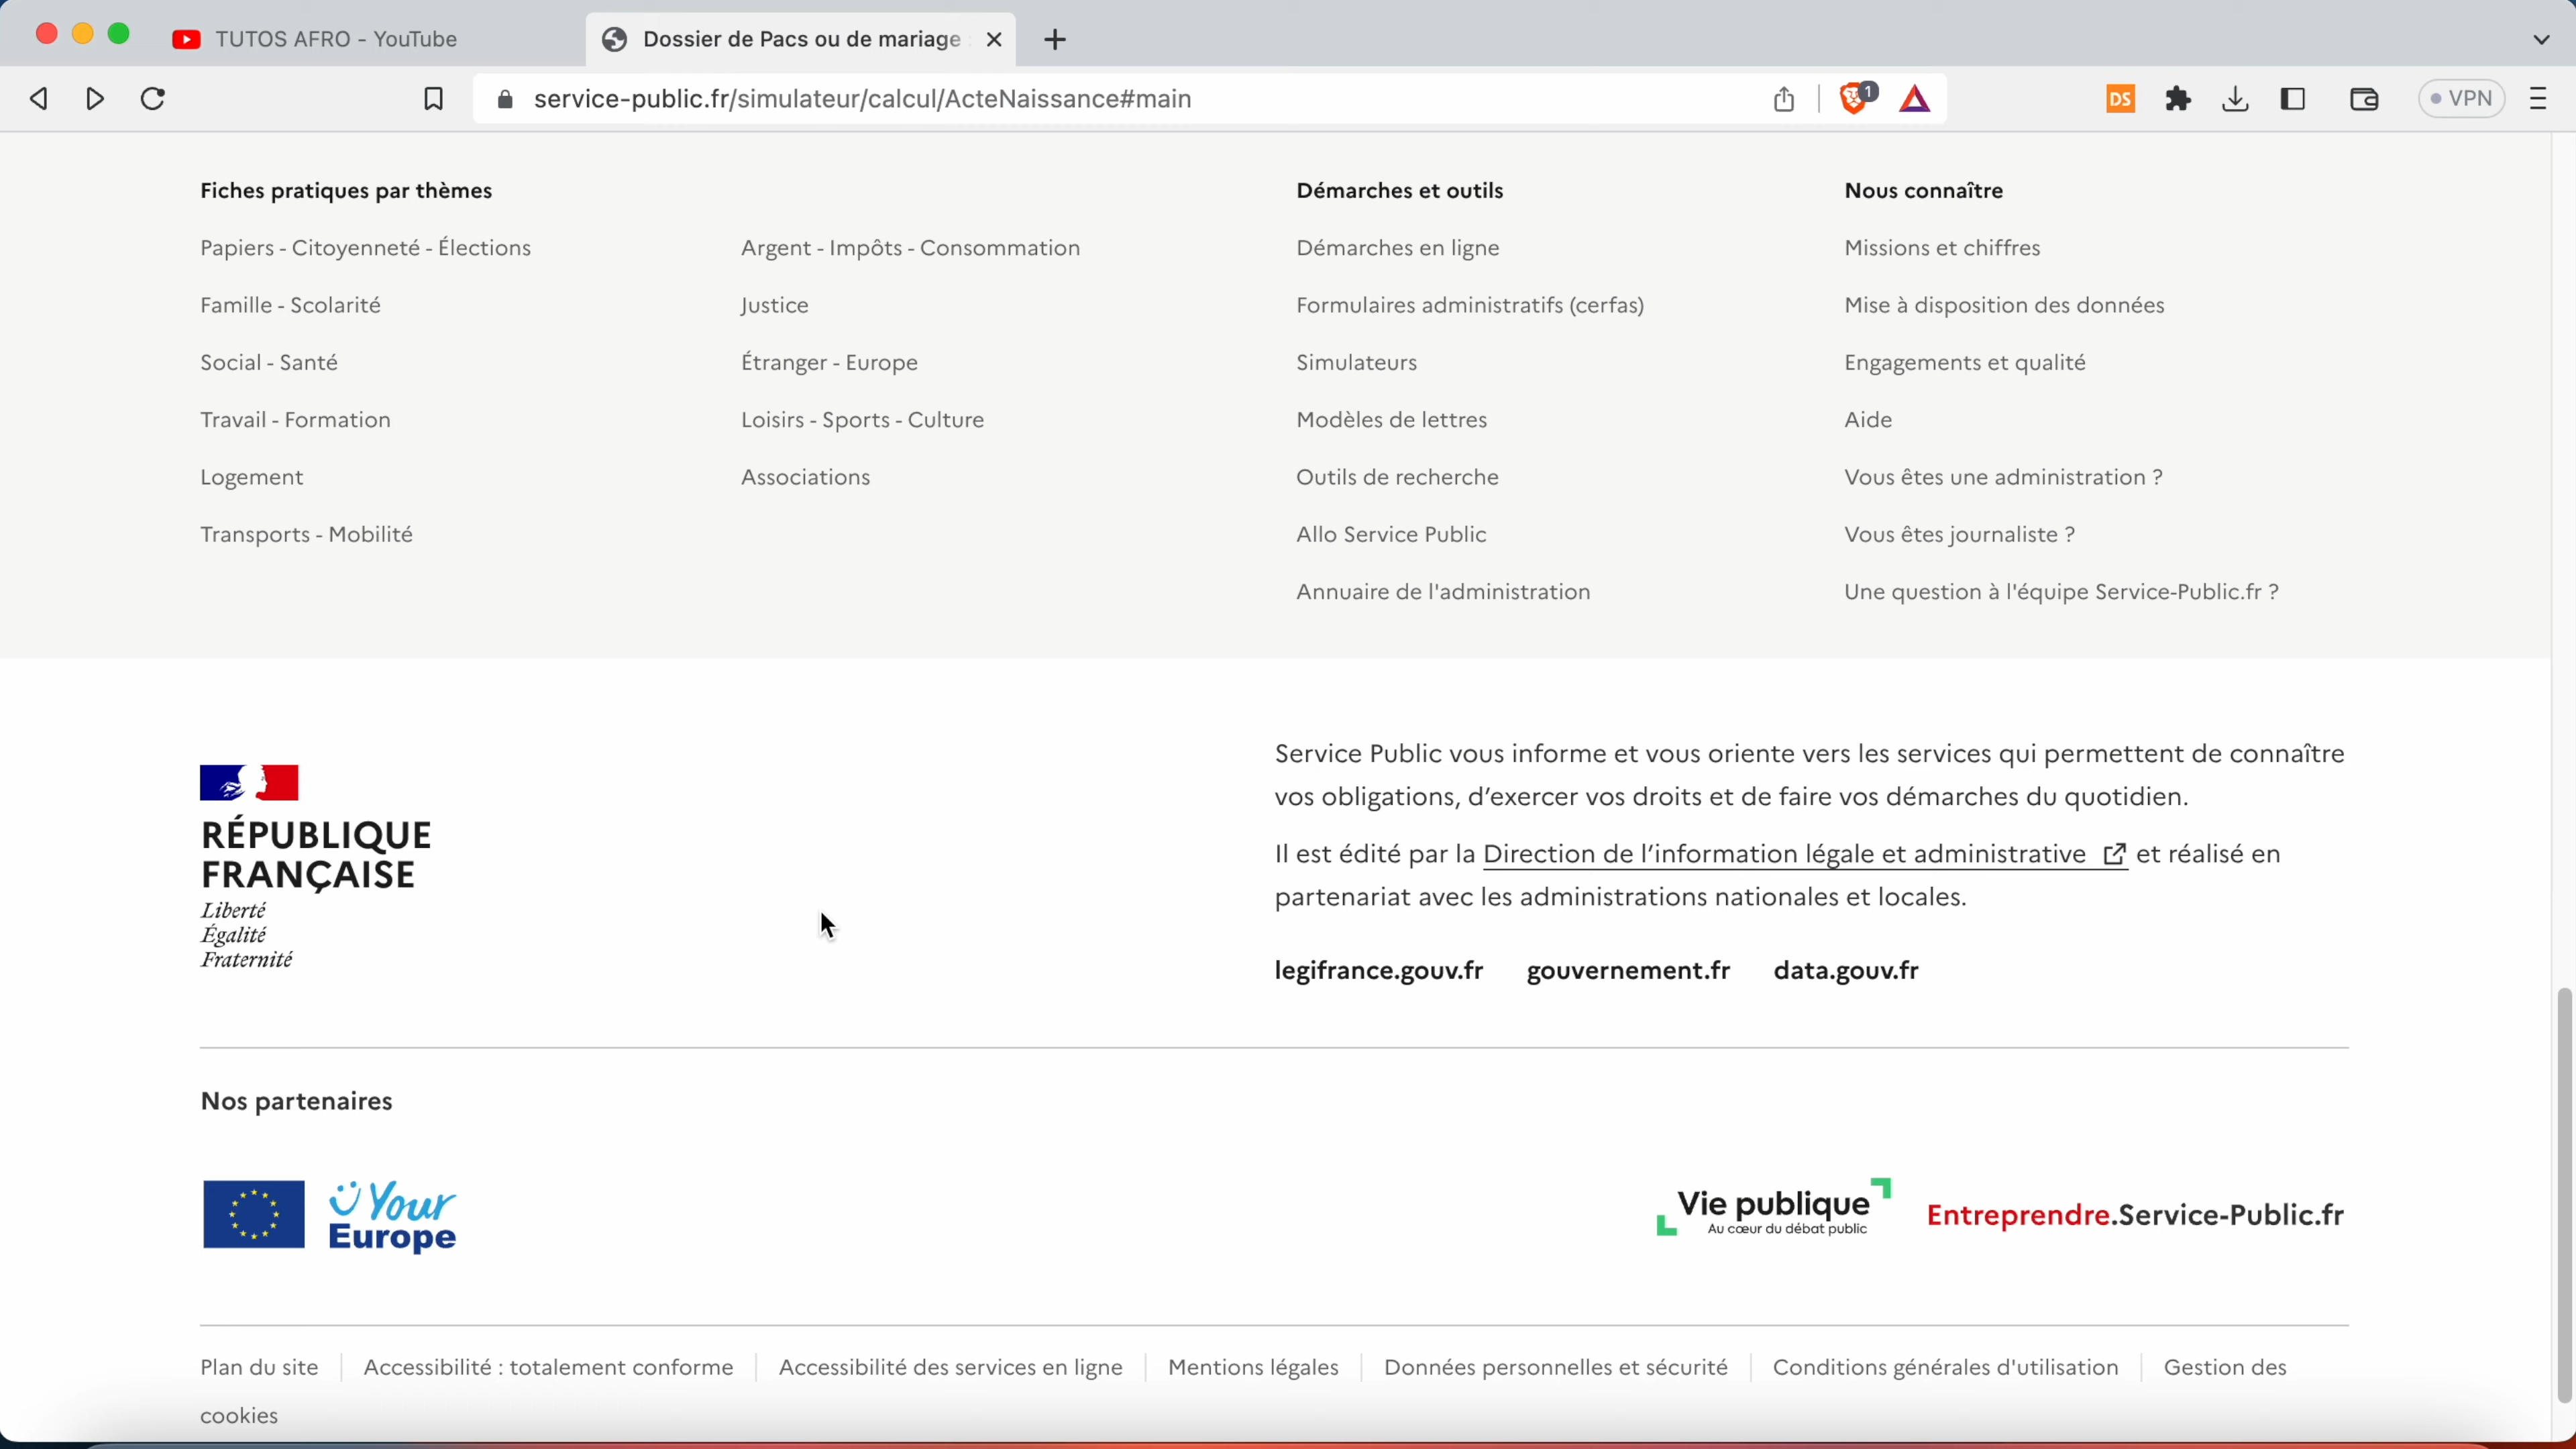 TUTOS AFRO - YouTube
Dossier de Pacs ou de mariage
service-public.fr/simulateur/calcul/ActeNaissance#main
1
DS
VPN
Fiches pratiques par thèmes
Papiers - Citoyenneté - Élections
Famille - Scolarité
Social - Santé
Travail - Formation
Logement
Transports - Mobilité
Argent - Impôts - Consommation
Justice
Étranger - Europe
Loisirs - Sports - Culture
Associations
Démarches et outils
Démarches en ligne
Formulaires administratifs (cerfas)
Simulateurs
Modèles de lettres
Outils de recherche
Allo Service Public
Annuaire de l'administration
Nous connaître
Missions et chiffres
Mise à disposition des données
Engagements et qualité
Aide
Vous êtes une administration ?
Vous êtes journaliste ?
Une question à l'équipe Service-Public.fr ?
RÉPUBLIQUE
FRANÇAISE
Liberté
Égalité
Fraternité
Service Public vous informe et vous oriente vers les services qui permettent de connaître
vos obligations, d’exercer vos droits et de faire vos démarches du quotidien.
Il est édité par la Direction de l’information légale et administrative et réalisé en
partenariat avec les administrations nationales et locales.
legifrance.gouv.fr gouvernement.fr data.gouv.fr
Nos partenaires
Your
Europe
Vie publique
Au cœur du débat public
Entreprendre.Service-Public.fr
Plan du site Accessibilité : totalement conforme Accessibilité des services en ligne Mentions légales Données personnelles et sécurité Conditions générales d'utilisation Gestion des
cookies